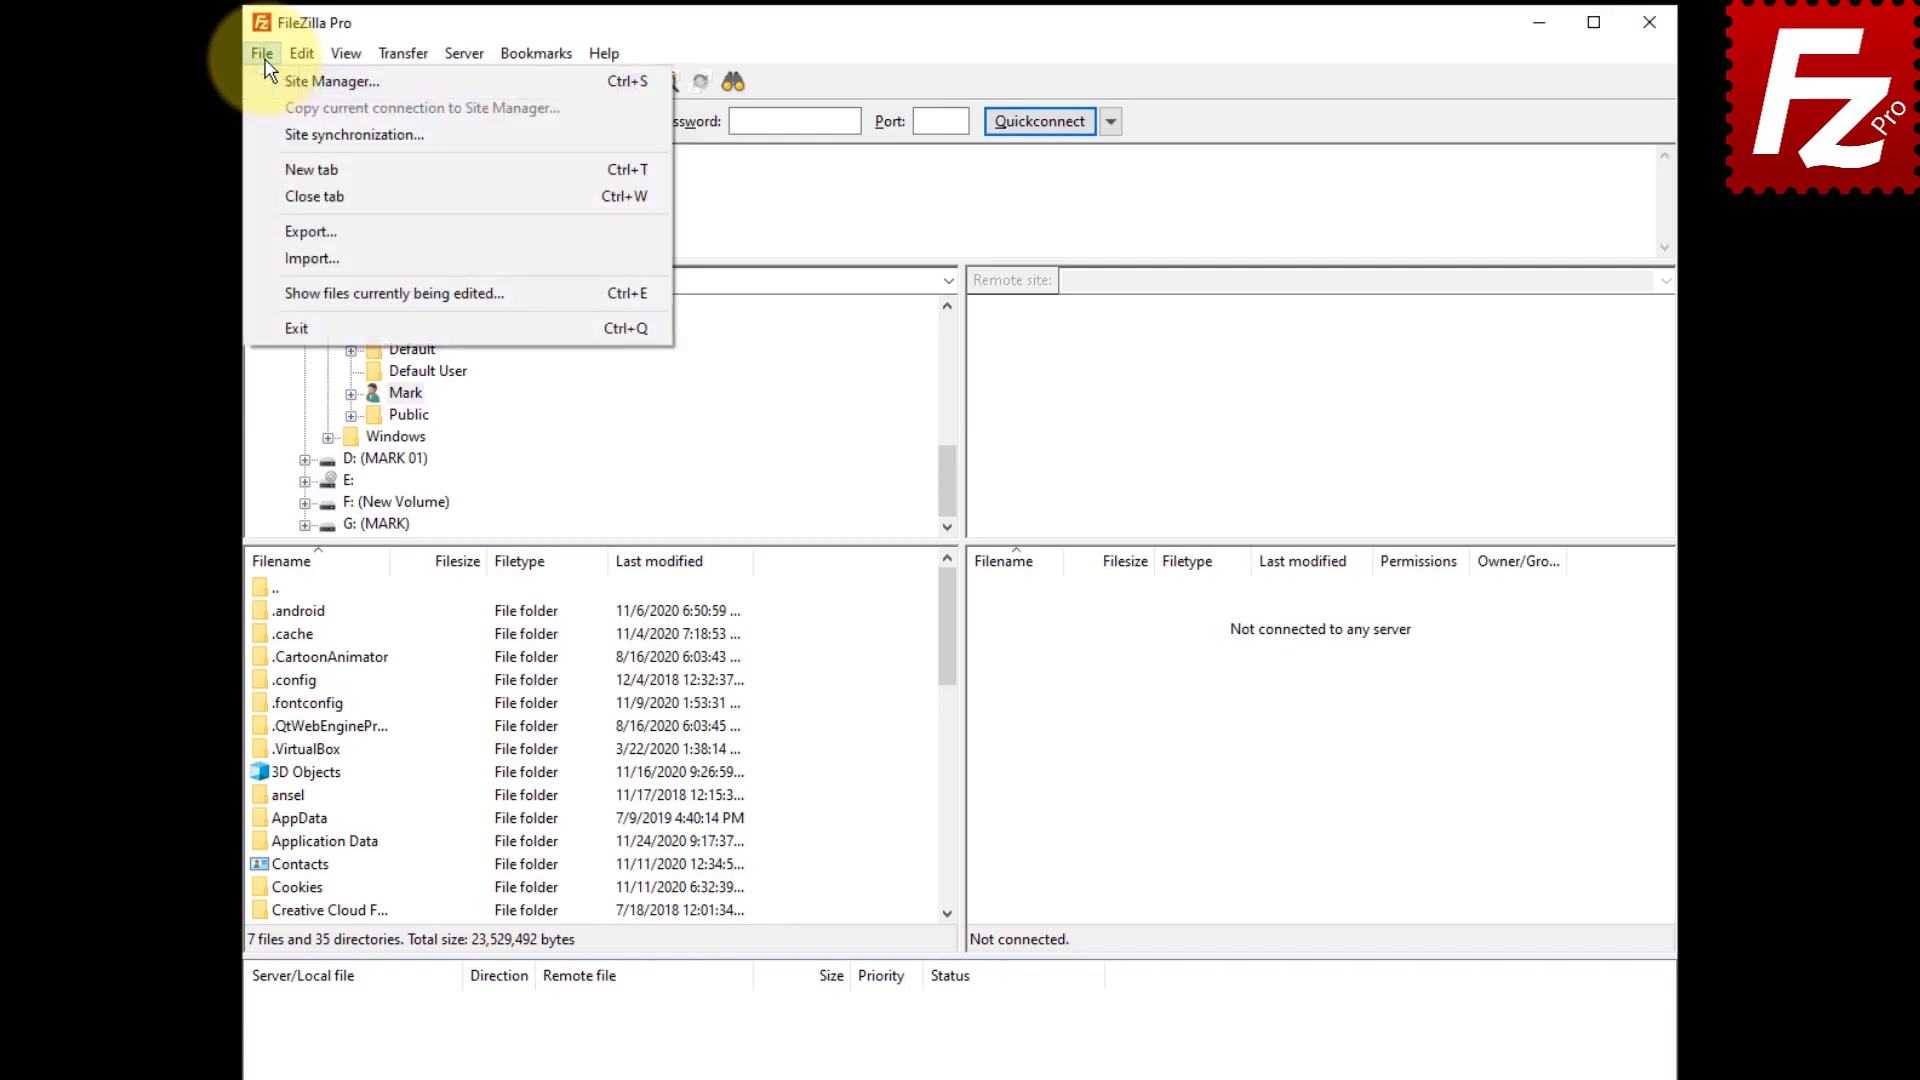 FileZilla Pro
File Edit View Transfer Server Bookmarks Help
Site Manager... Ctrl+S
Copy current connection to Site Manager...
Site synchronization...
New tab Ctrl+T
Close tab Ctrl+W
Export...
Import...
Show files currently being edited... Ctrl+E
Exit Ctrl+Q
ssword: Port: Quickconnect
Fz Pro
Remote site:
Default
Default User
Mark
Public
Windows
D: (MARK 01)
E:
F: (New Volume)
G: (MARK)
Filename Filesize Filetype Last modified
..
.android File folder 11/6/2020 6:50:59 ...
.cache File folder 11/4/2020 7:18:53 ...
.CartoonAnimator File folder 8/16/2020 6:03:43 ...
.config File folder 12/4/2018 12:32:37...
.fontconfig File folder 11/9/2020 1:53:31 ...
.QtWebEnginePr... File folder 8/16/2020 6:03:45 ...
.VirtualBox File folder 3/22/2020 1:38:14 ...
3D Objects File folder 11/16/2020 9:26:59...
ansel File folder 11/17/2018 12:15:3...
AppData File folder 7/9/2019 4:40:14 PM
Application Data File folder 11/24/2020 9:17:37...
Contacts File folder 11/11/2020 12:34:5...
Cookies File folder 11/11/2020 6:32:39...
Creative Cloud F... File folder 7/18/2018 12:01:34...
7 files and 35 directories. Total size: 23,529,492 bytes
Filename Filesize Filetype Last modified Permissions Owner/Gro...
Not connected to any server
Not connected.
Server/Local file Direction Remote file Size Priority Status